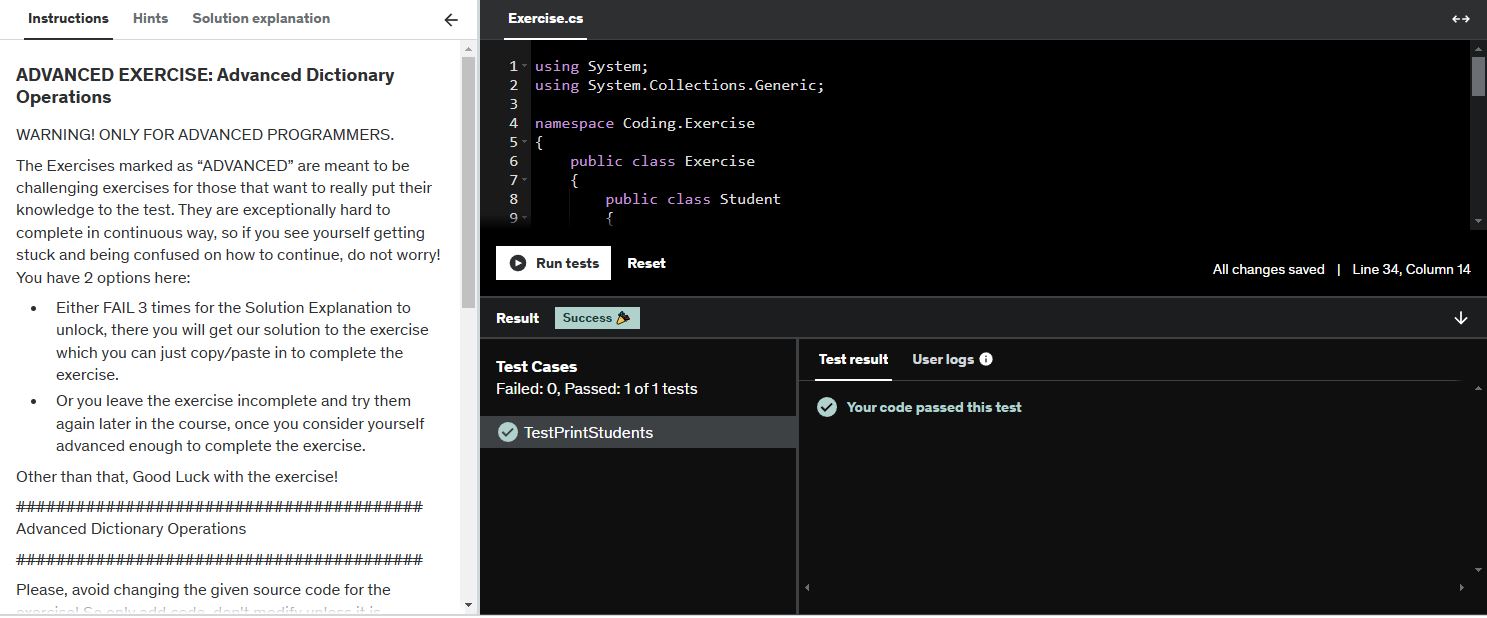 Instructions Hints Solution explanation
ADVANCED EXERCISE: Advanced Dictionary
Operations
WARNING! ONLY FOR ADVANCED PROGRAMMERS.
The Exercises marked as “ADVANCED” are meant to be
challenging exercises for those that want to really put their
knowledge to the test. They are exceptionally hard to
complete in continuous way, so if you see yourself getting
stuck and being confused on how to continue, do not worry!
You have 2 options here:
• Either FAIL 3 times for the Solution Explanation to
unlock, there you will get our solution to the exercise
which you can just copy/paste in to complete the
exercise.
• Or you leave the exercise incomplete and try them
again later in the course, once you consider yourself
advanced enough to complete the exercise.
Other than that, Good Luck with the exercise!
########################################
Advanced Dictionary Operations
########################################
Please, avoid changing the given source code for the
exercise! So only add code, don't modify unless it is
Exercise.cs
1 using System;
2 using System.Collections.Generic;
3
4 namespace Coding.Exercise
5 {
6 public class Exercise
7 {
8 public class Student
9 {
Run tests Reset
All changes saved | Line 34, Column 14
Result Success
Test Cases
Failed: 0, Passed: 1 of 1 tests
TestPrintStudents
Test result User logs
Your code passed this test